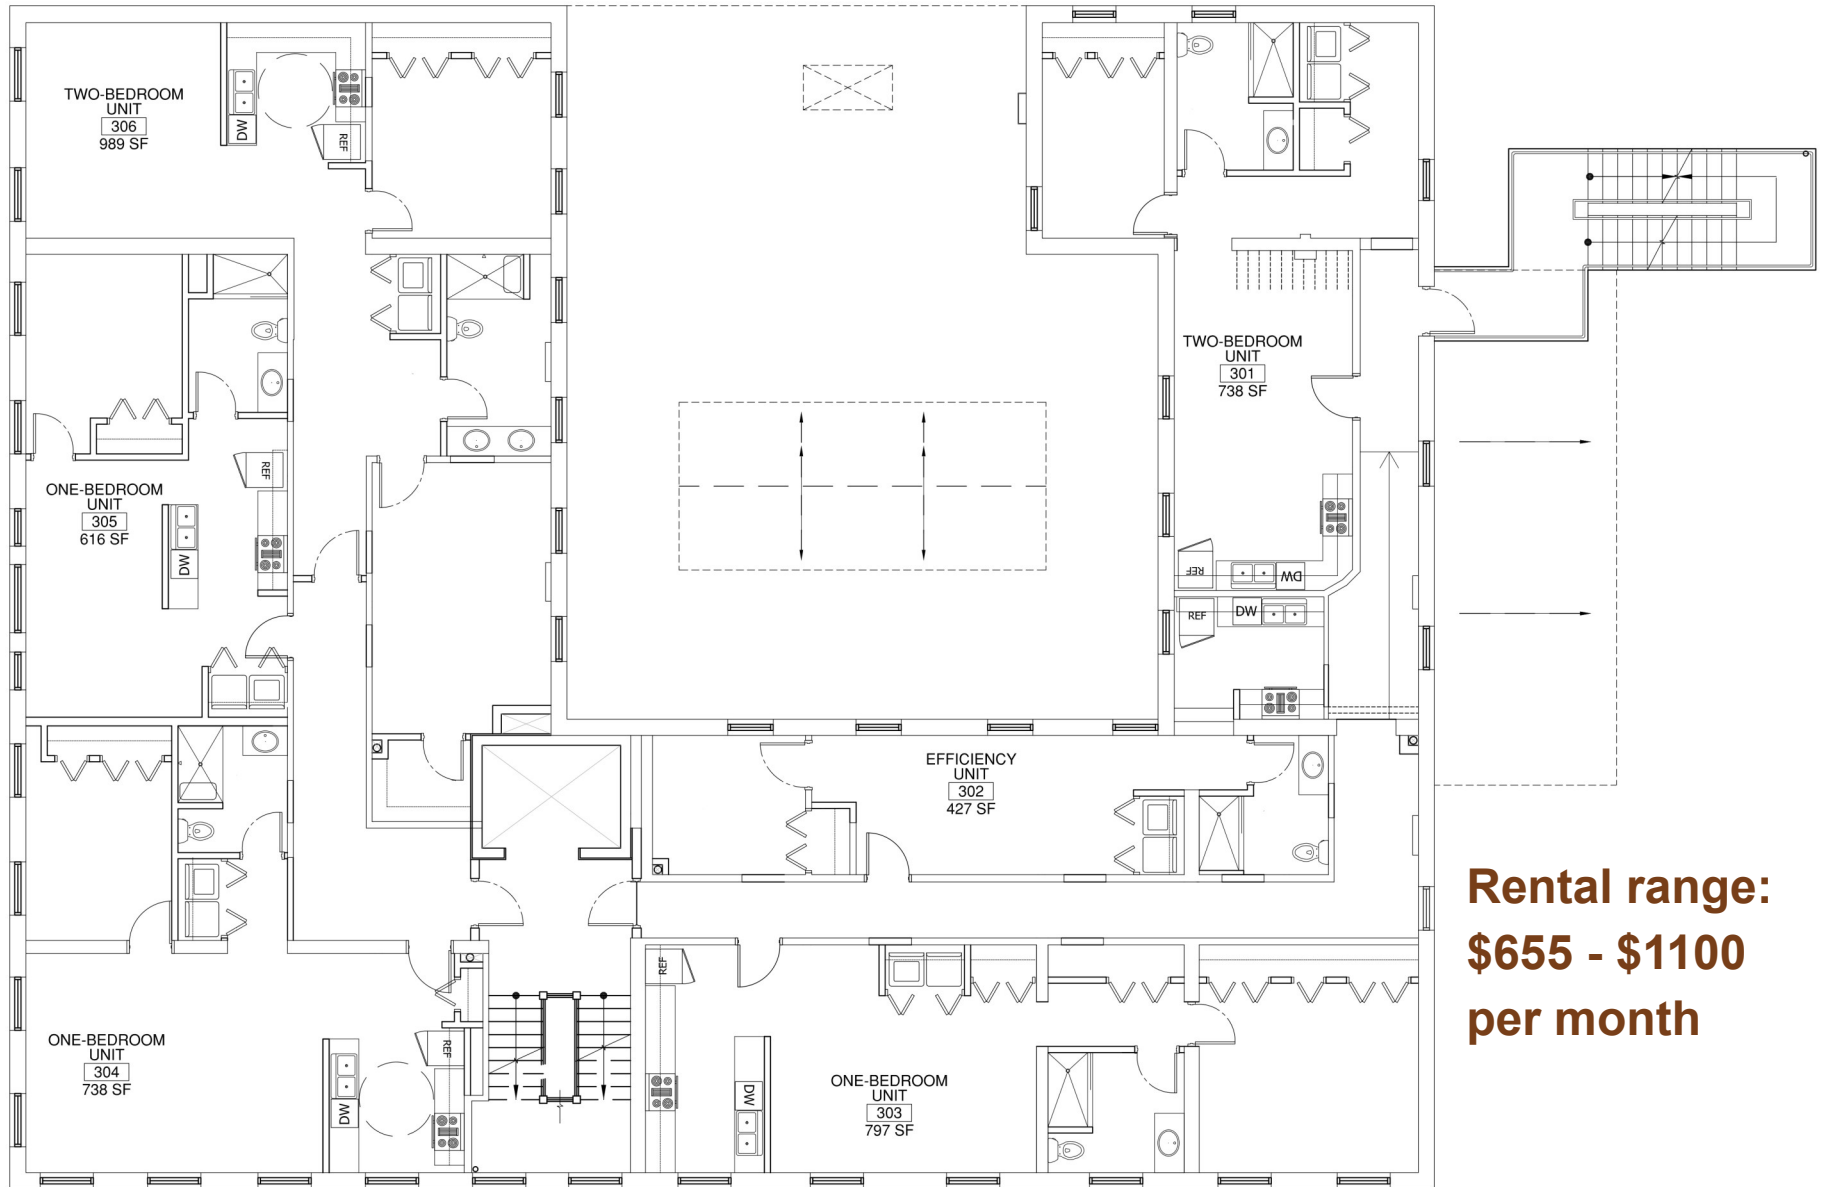 TWO-BEDROOM
UNIT
306
989 SF
DW
REF
TWO-BEDROOM
UNIT
301
738 SF
REF
DW
REF
DW
ONE-BEDROOM
UNIT
305
616 SF
REF
DW
EFFICIENCY
UNIT
302
427 SF
ONE-BEDROOM
UNIT
304
738 SF
REF
DW
REF
DW
ONE-BEDROOM
UNIT
303
797 SF
Rental range:
$655 - $1100
per month